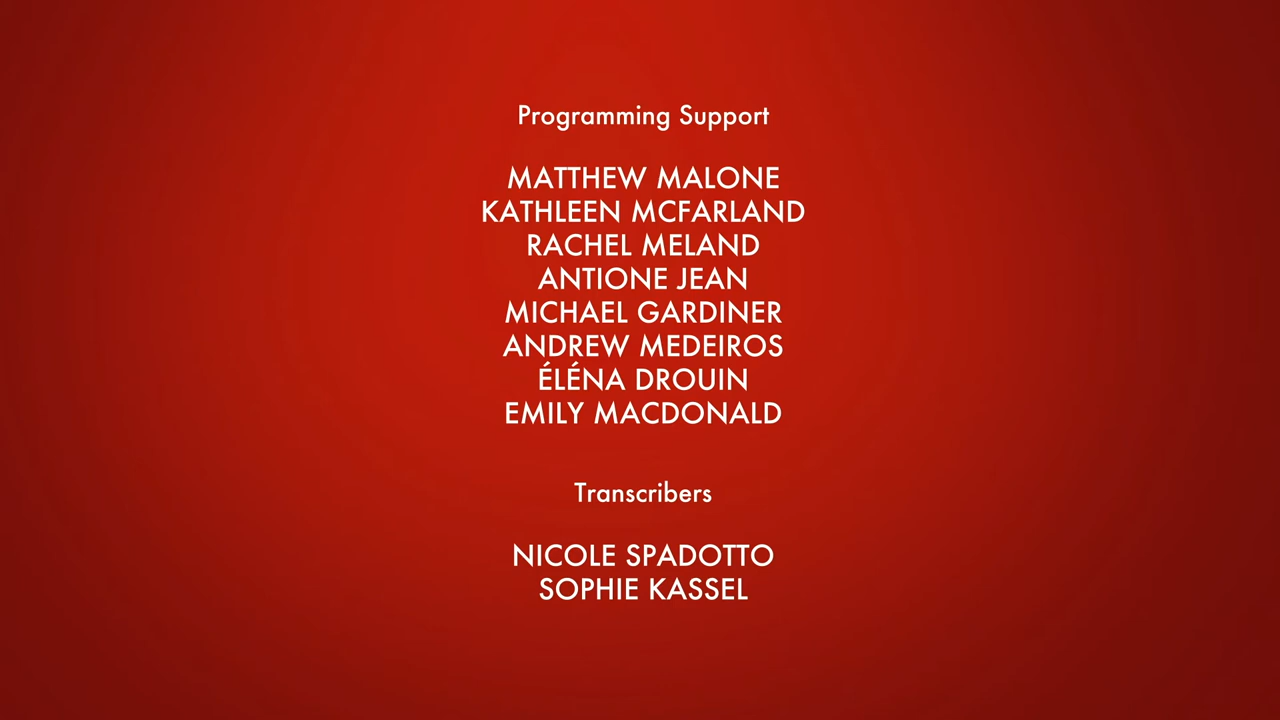 Programming Support
MATTHEW MALONE
KATHLEEN MCFARLAND
RACHEL MELAND
ANTIONE JEAN
MICHAEL GARDINER
ANDREW MEDEIROS
ÉLÉNA DROUIN
EMILY MACDONALD
Transcribers
NICOLE SPADOTTO
SOPHIE KASSEL